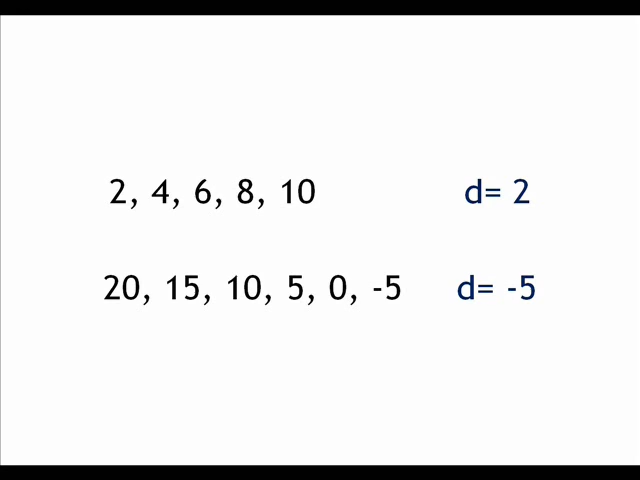 2, 4, 6, 8, 10 d= 2
20, 15, 10, 5, 0, -5 d= -5